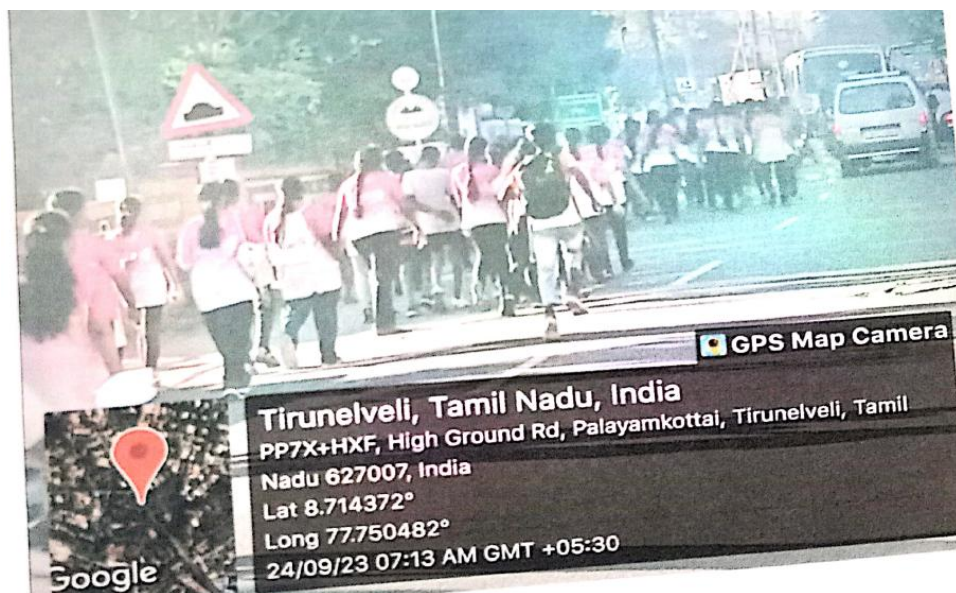 GPS Map Camera
Tirunelveli, Tamil Nadu, India
PP7X+HXF, High Ground Rd, Palayamkottai, Tirunelveli, Tamil
Nadu 627007, India
Lat 8.714372°
Long 77.750482°
24/09/23 07:13 AM GMT +05:30
Google